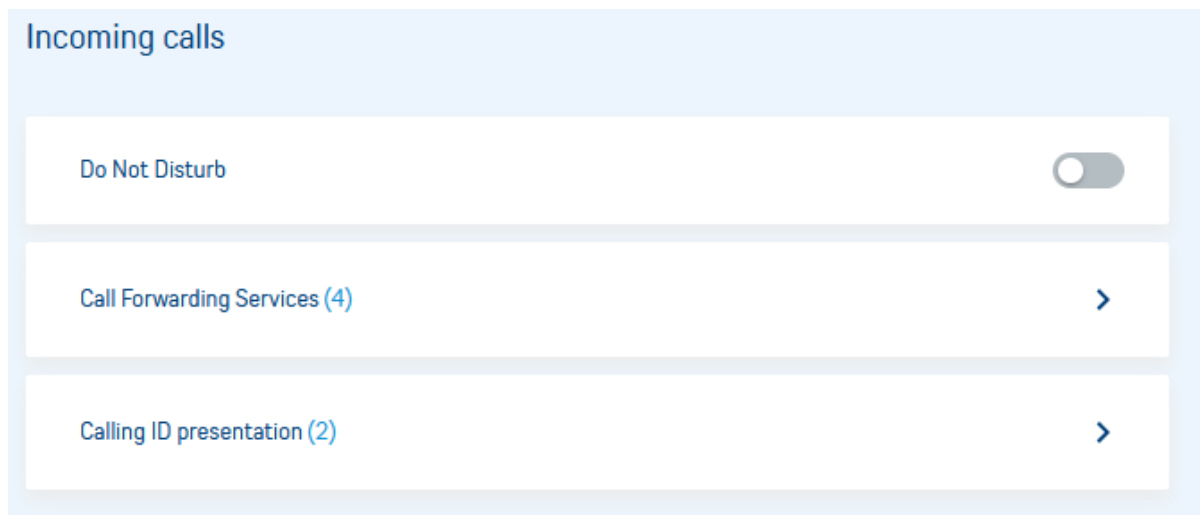 Incoming calls
Do Not Disturb
Call Forwarding Services (4)
Calling ID presentation (2)